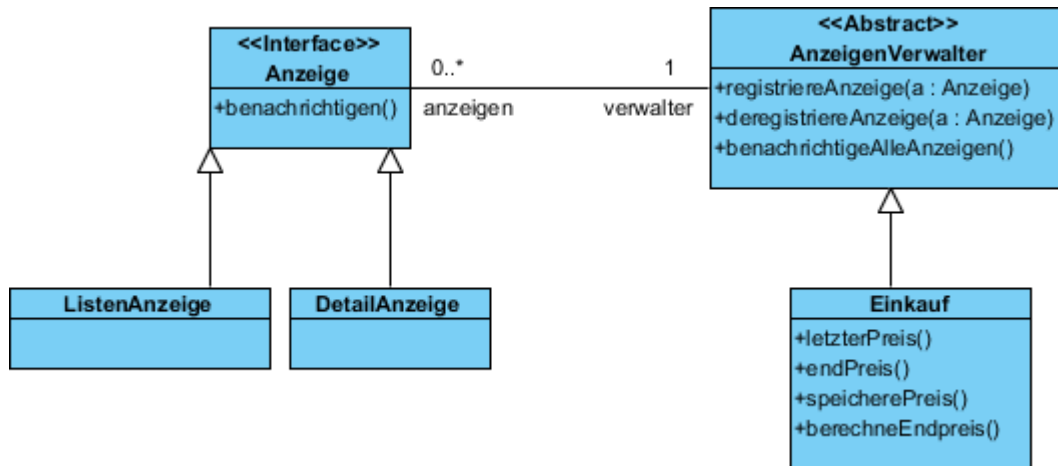 <<Interface>>
Anzeige
+benachrichtigen()
0..*
anzeigen
1
verwalter
<<Abstract>>
AnzeigenVerwalter
+registriereAnzeige(a : Anzeige)
+deregistriereAnzeige(a : Anzeige)
+benachrichtigeAlleAnzeigen()
ListenAnzeige
DetailAnzeige
Einkauf
+letzterPreis()
+endPreis()
+speicherePreis()
+berechneEndpreis()